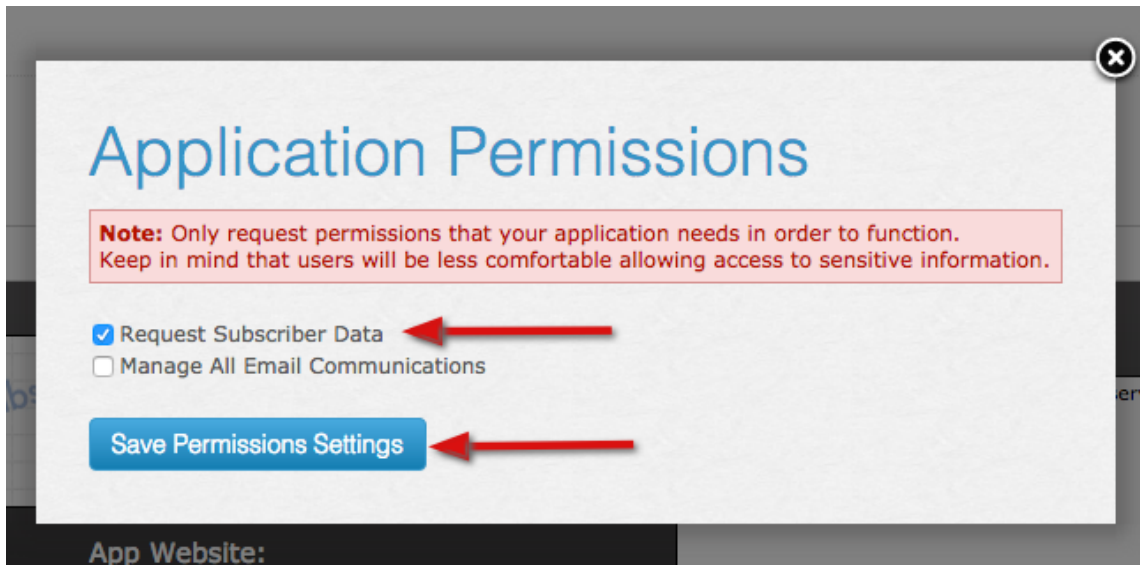 Application Permissions
Note: Only request permissions that your application needs in order to function.
Keep in mind that users will be less comfortable allowing access to sensitive information.
Request Subscriber Data
Manage All Email Communications
Save Permissions Settings
App Website: